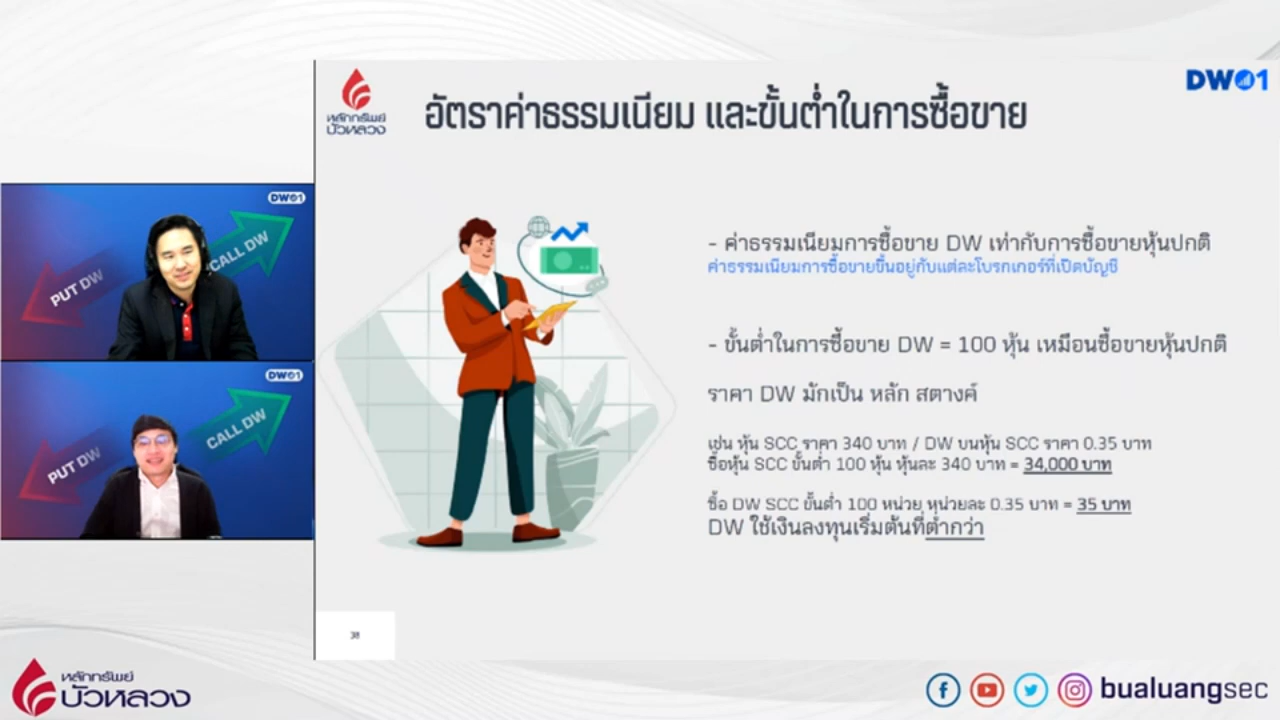 หลักทรัพย์
บัวหลวง
อัตราค่าธรรมเนียม และขั้นต่ำในการซื้อขาย
DW01
DW01
PUT DW
CALL DW
DW01
PUT DW
CALL DW
- ค่าธรรมเนียมการซื้อขาย DW เท่ากับการซื้อขายหุ้นปกติ
ค่าธรรมเนียมการซื้อขายขึ้นอยู่กับแต่ละโบรกเกอร์ที่เปิดบัญชี
- ขั้นต่ำในการซื้อขาย DW = 100 หุ้น เหมือนซื้อขายหุ้นปกติ
ราคา DW มักเป็น หลัก สตางค์
เช่น หุ้น SCC ราคา 340 บาท / DW บนหุ้น SCC ราคา 0.35 บาท
ซื้อหุ้น SCC ขั้นต่ำ 100 หุ้น หุ้นละ 340 บาท = 34,000 บาท
ซื้อ DW SCC ขั้นต่ำ 100 หน่วย หน่วยละ 0.35 บาท = 35 บาท
DW ใช้เงินลงทุนเริ่มต้นที่ต่ำกว่า
38
หลักทรัพย์
บัวหลวง
bualuangsec